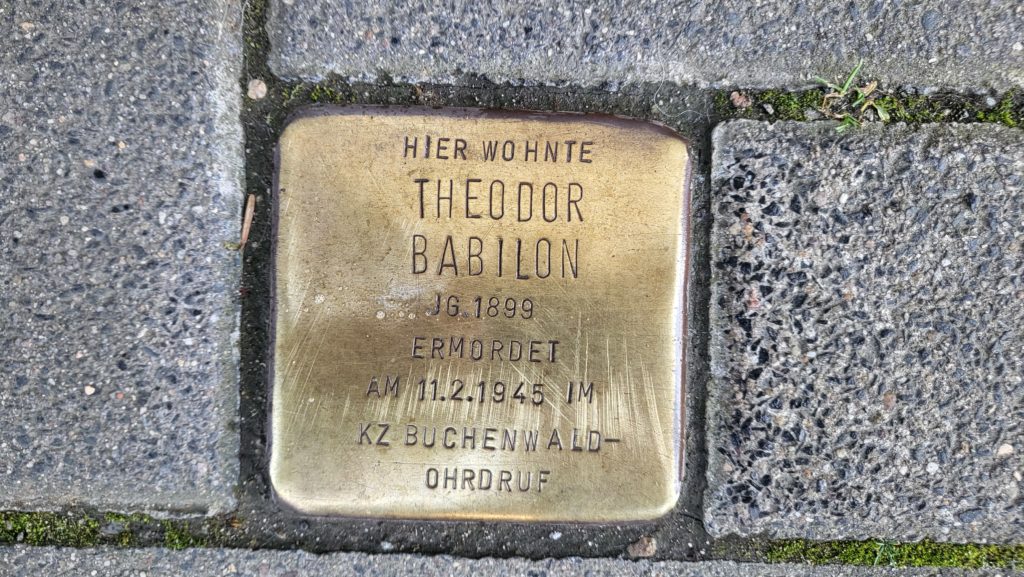 HIER WOHNTE
THEODOR
BABILON
JG.1899
ERMORDET
AM 11.2.1945 IM
KZ BUCHENWALD-
OHRDRUF